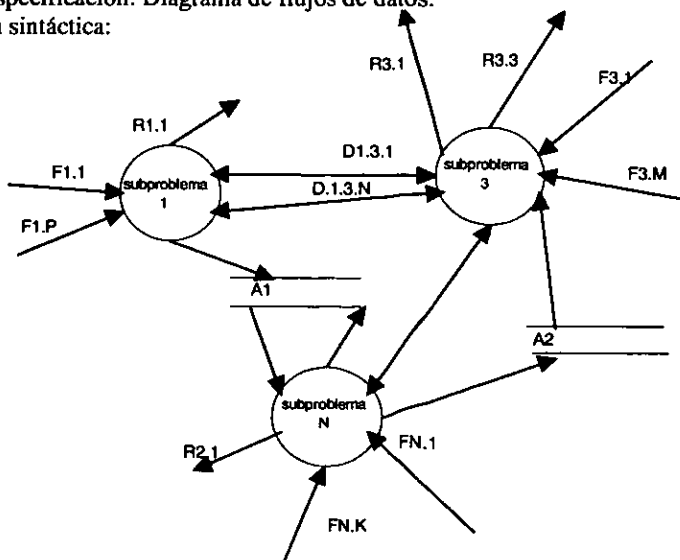 especificación: Diagrama de flujos de datos.
sintáctica:
R3.1
R3.3
F3.1
R1.1
F1.1
subproblema
1
D1.3.1
D.1.3.N
subproblema
3
F3.M
F1.P
A1
A2
subproblema
N
R2.1
FN.1
FN.K